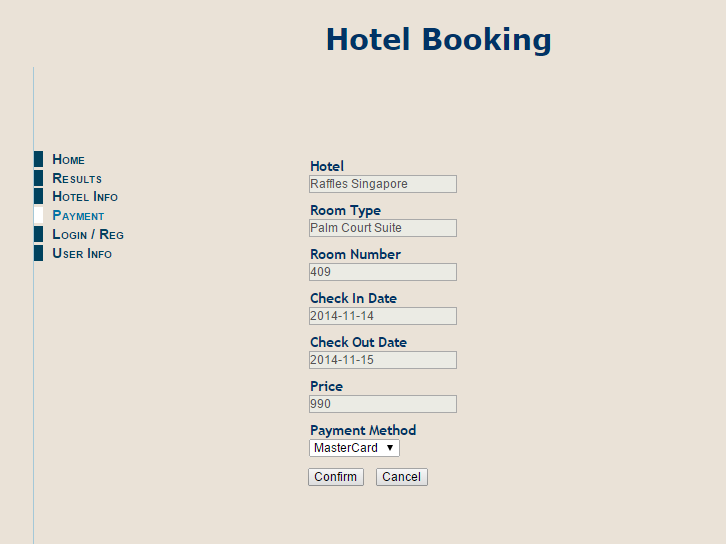 Hotel Booking
Home
Results
Hotel Info
Payment
Login / Reg
User Info
Hotel
Raffles Singapore
Room Type
Palm Court Suite
Room Number
409
Check In Date
2014-11-14
Check Out Date
2014-11-15
Price
990
Payment Method
MasterCard
Confirm Cancel